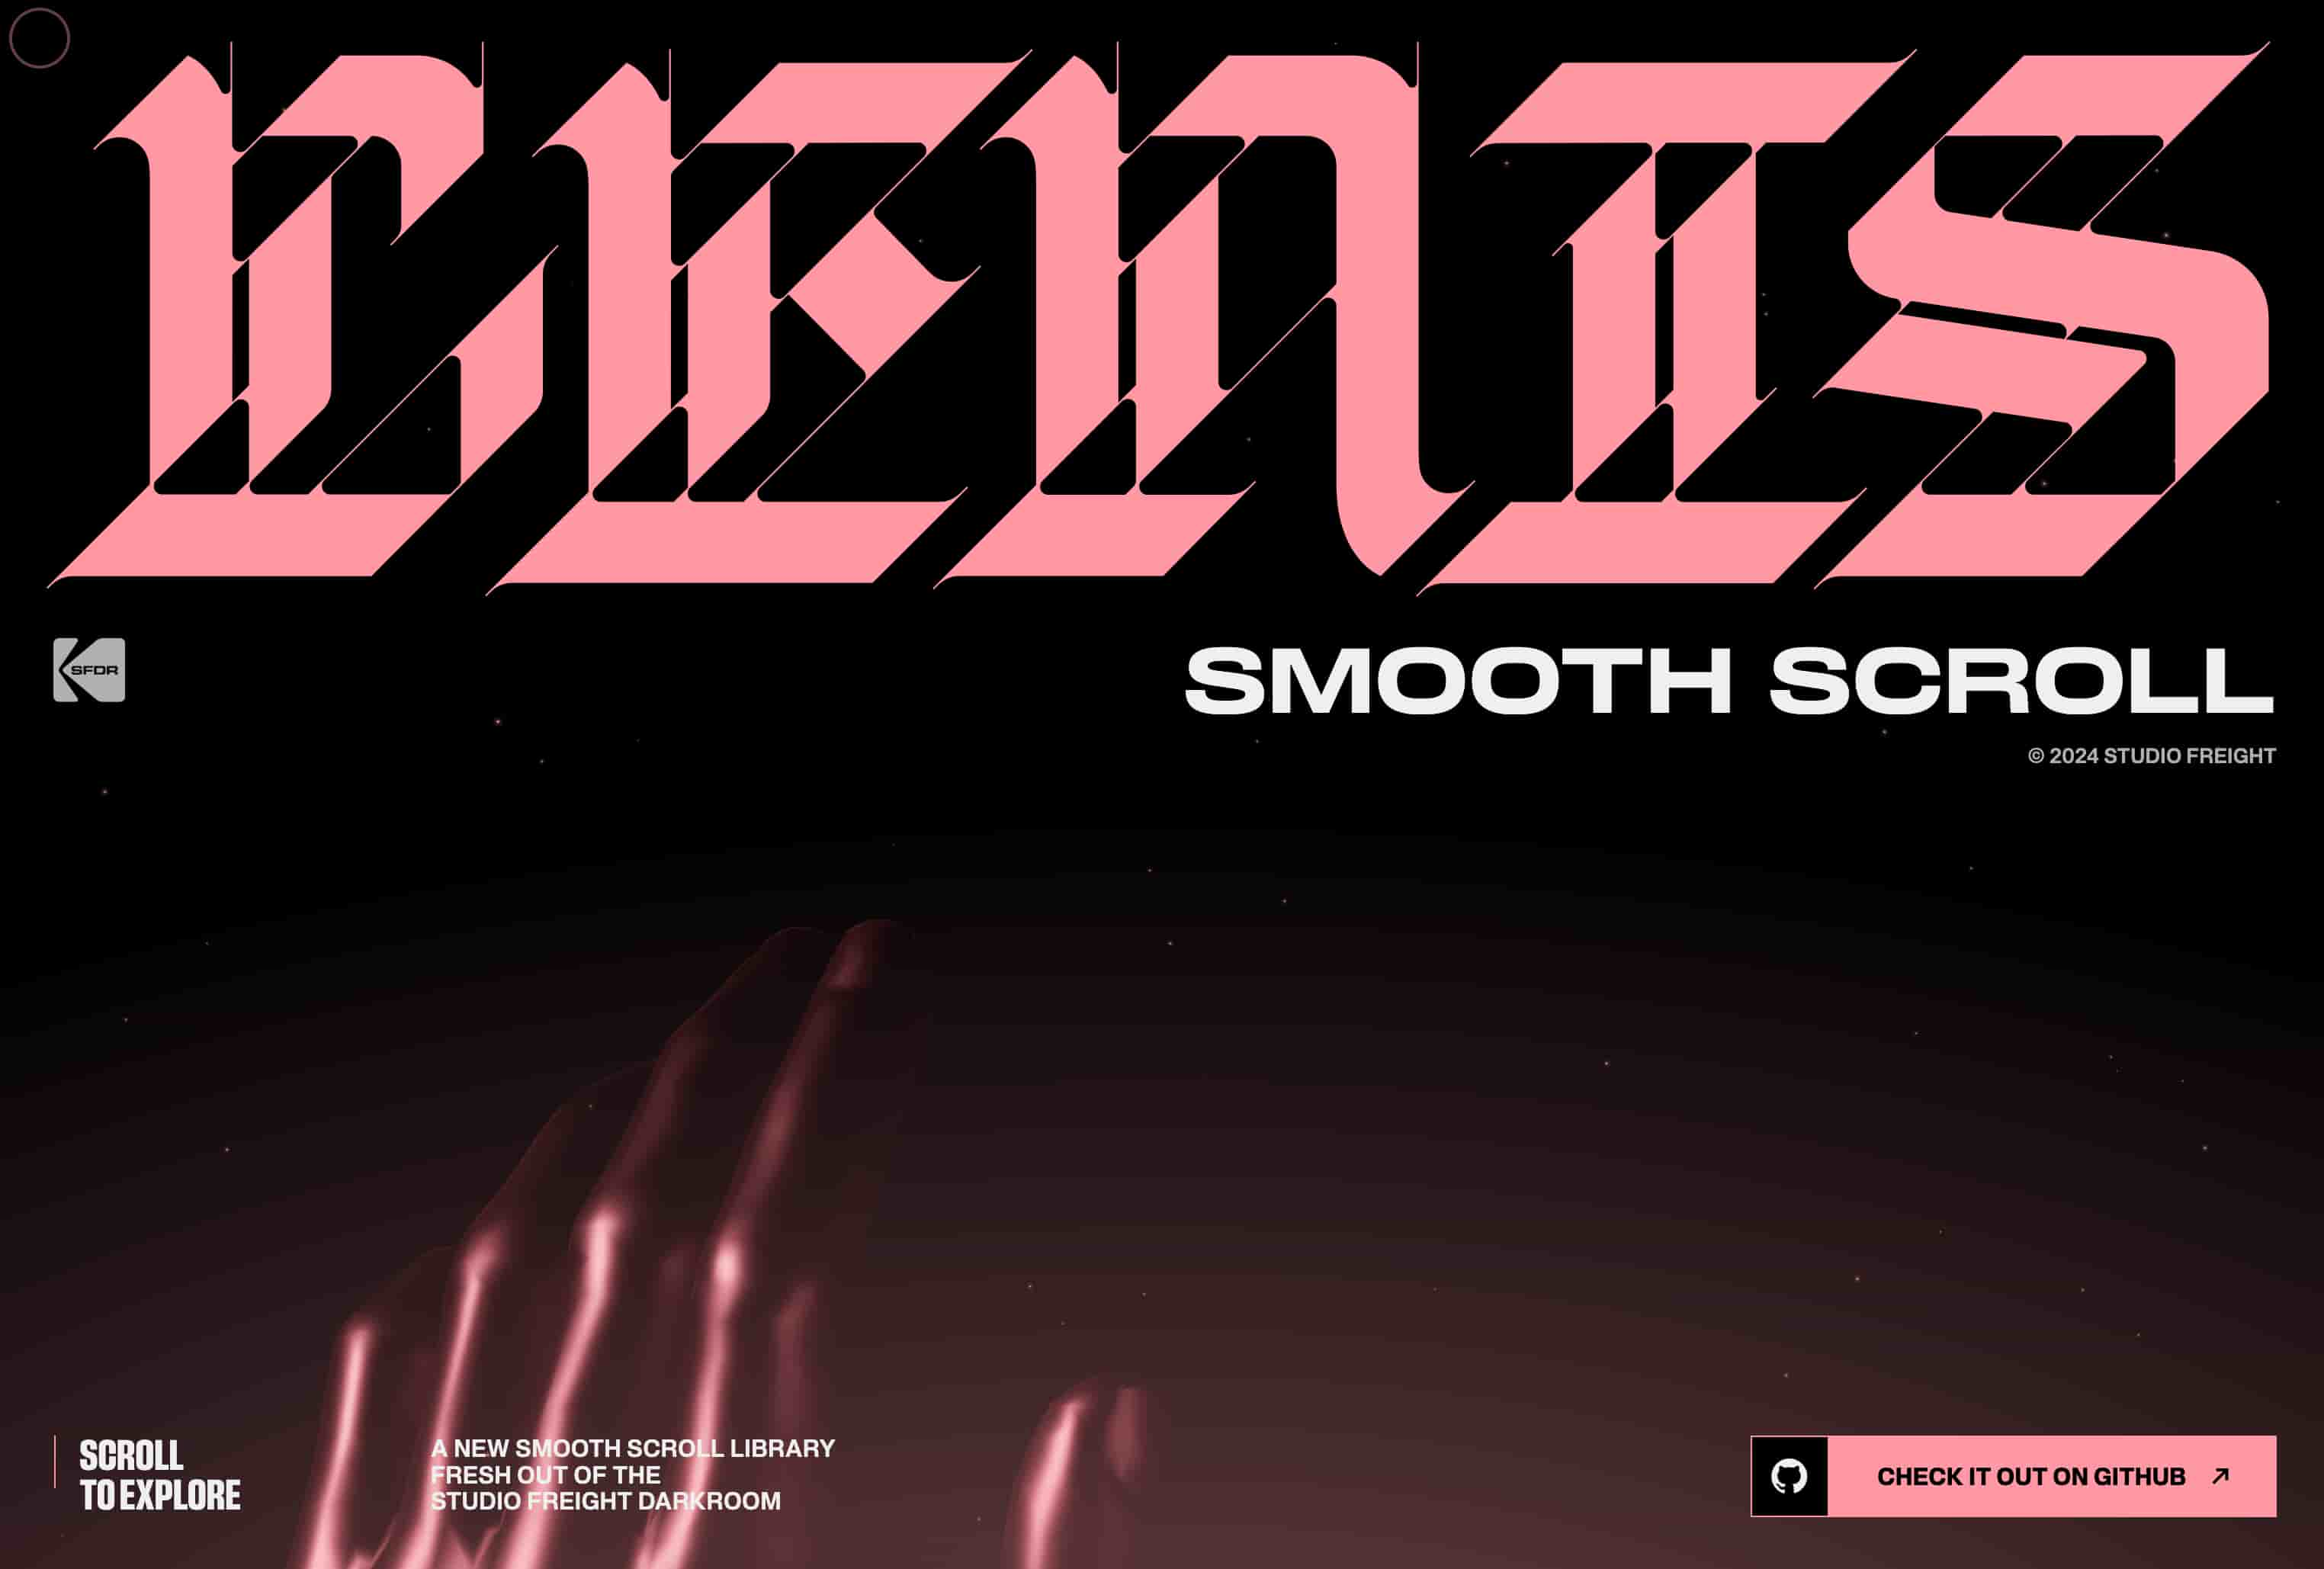 LENIS
SFDR
SMOOTH SCROLL
© 2024 STUDIO FREIGHT
SCROLL
TO EXPLORE
A NEW SMOOTH SCROLL LIBRARY
FRESH OUT OF THE
STUDIO FREIGHT DARKROOM
CHECK IT OUT ON GITHUB